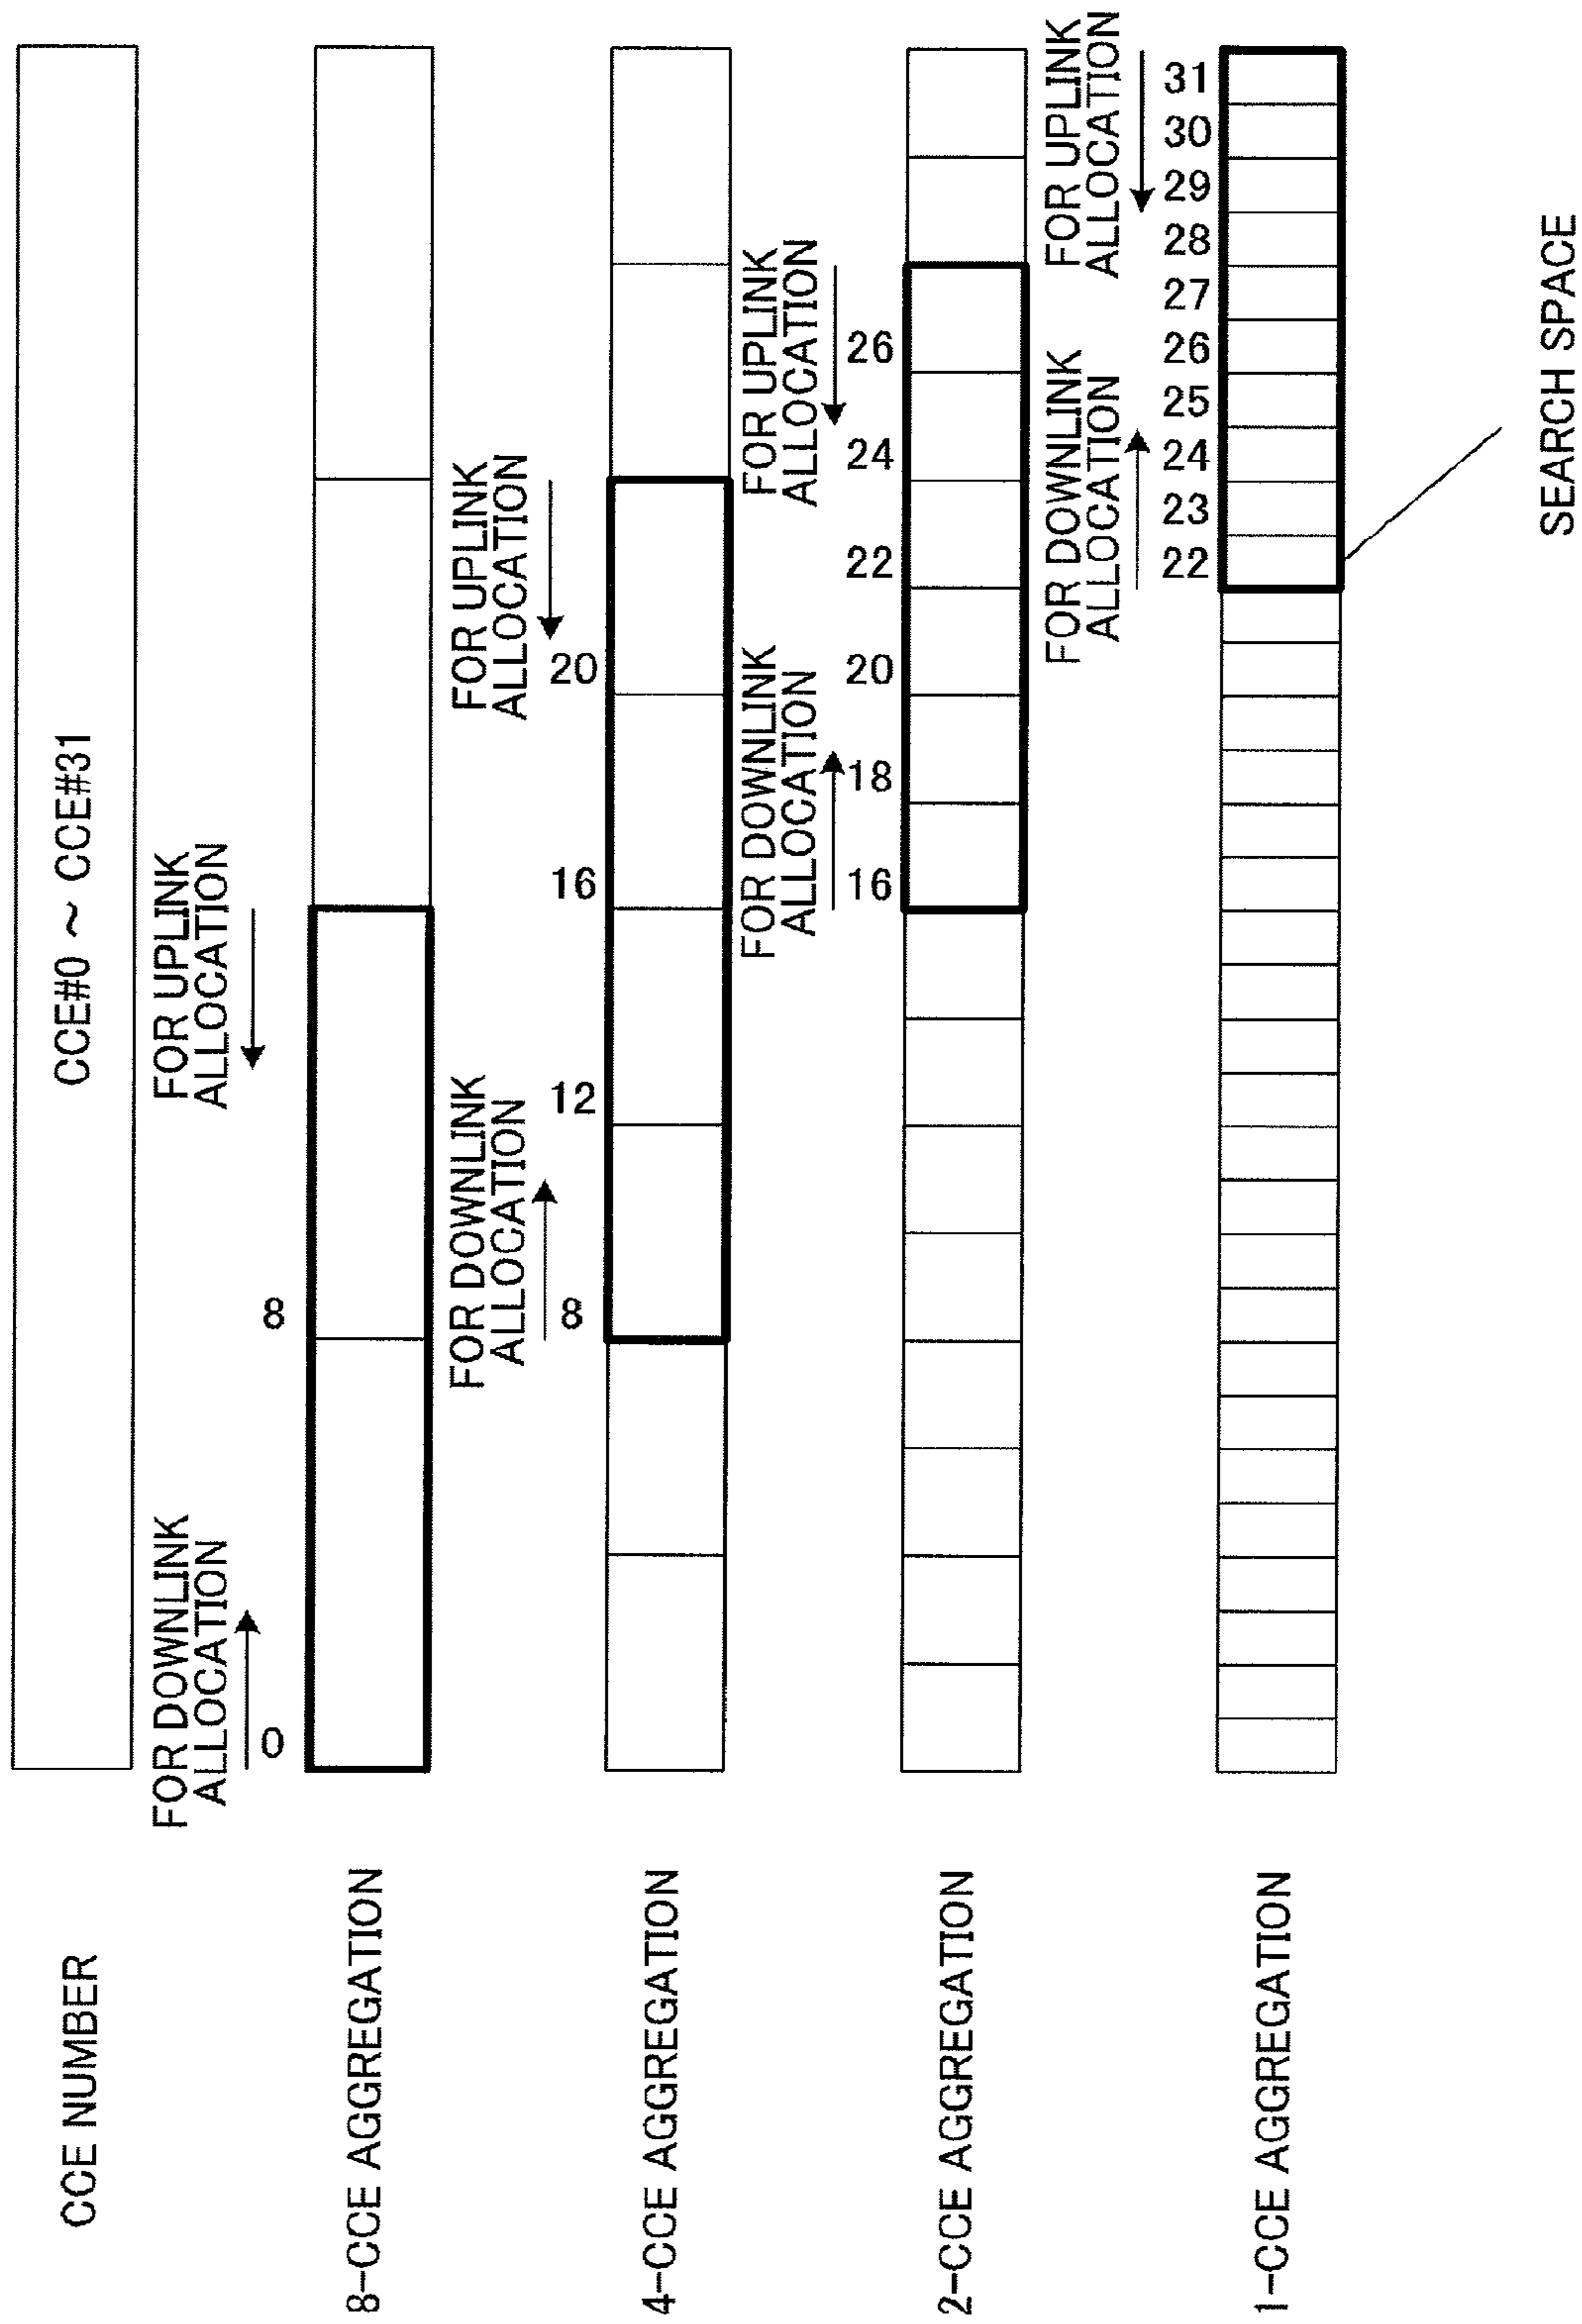 CCE NUMBER
CCE#0 ~ CCE#31
FOR DOWNLINK
ALLOCATION
FOR UPLINK
ALLOCATION
0
8
8-CCE AGGREGATION
FOR DOWNLINK
ALLOCATION
FOR UPLINK
ALLOCATION
8
12
16
20
4-CCE AGGREGATION
FOR DOWNLINK
ALLOCATION
FOR UPLINK
ALLOCATION
16
18
20
22
24
26
2-CCE AGGREGATION
FOR DOWNLINK
ALLOCATION
FOR UPLINK
ALLOCATION
22
23
24
25
26
27
28
29
30
31
1-CCE AGGREGATION
SEARCH SPACE